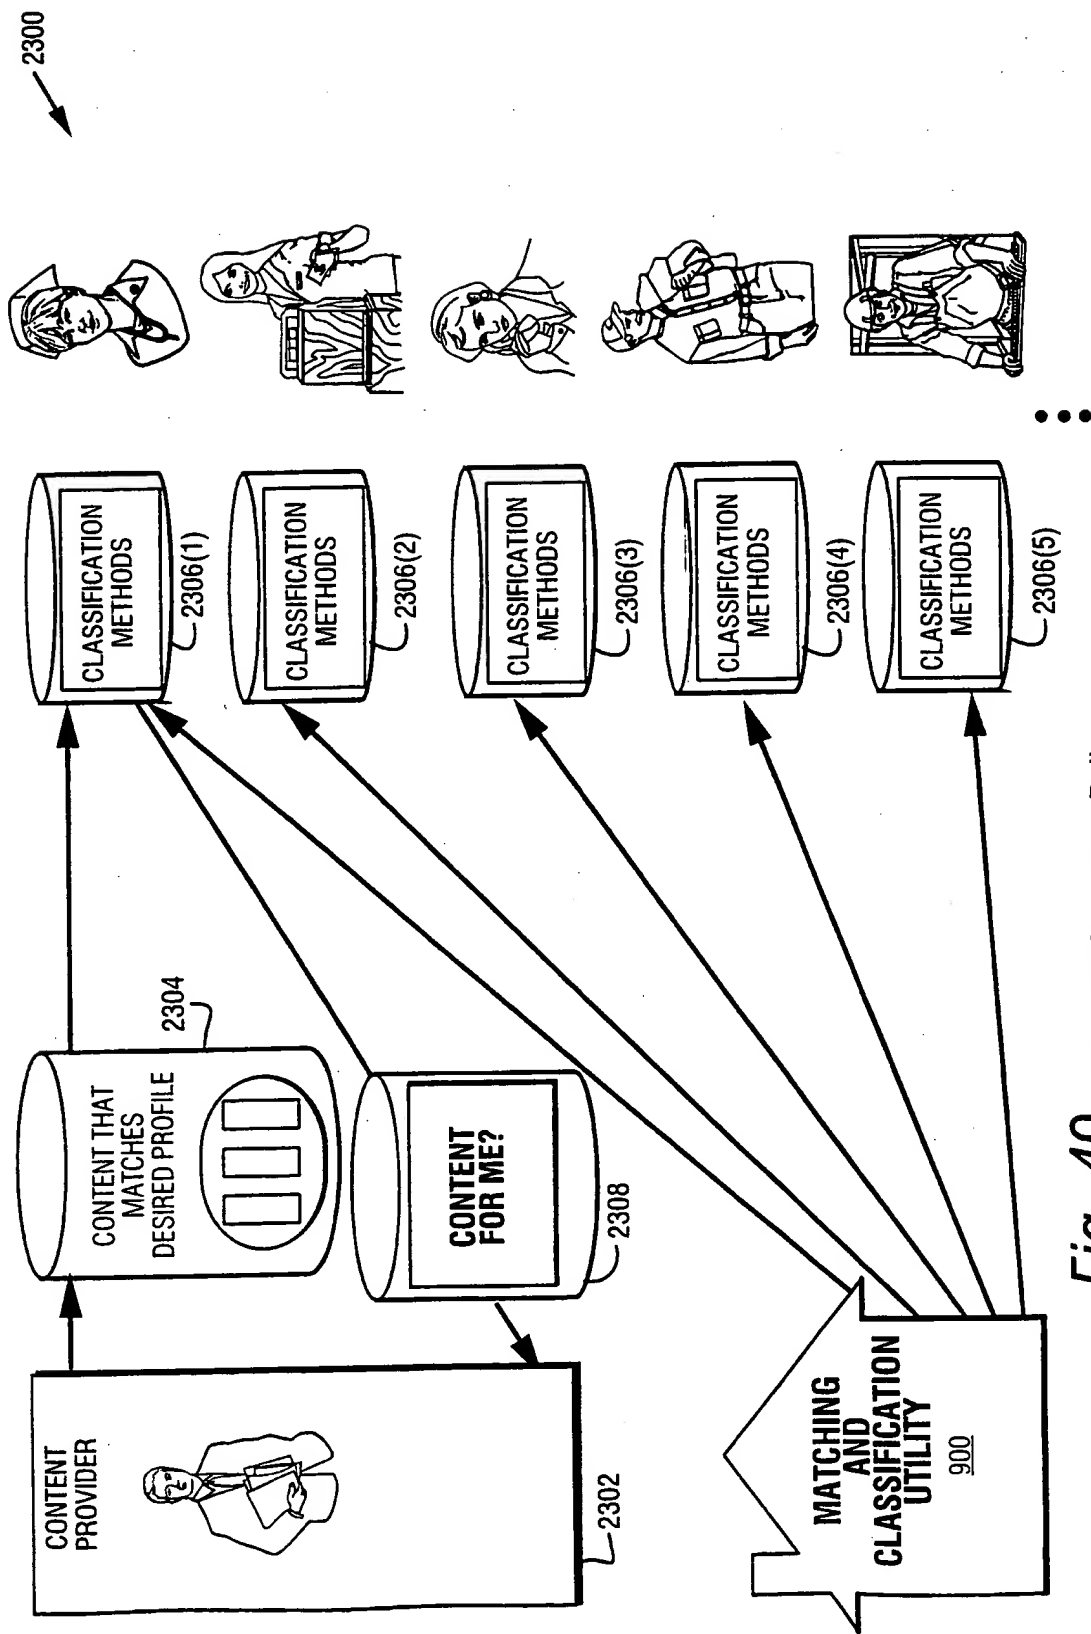 2300
CONTENT
PROVIDER
2302
CONTENT THAT
MATCHES
DESIRED PROFILE
2304
CONTENT
FOR ME?
2308
MATCHING
AND
CLASSIFICATION
UTILITY
900
CLASSIFICATION
METHODS
2306(1)
CLASSIFICATION
METHODS
2306(2)
CLASSIFICATION
METHODS
2306(3)
CLASSIFICATION
METHODS
2306(4)
CLASSIFICATION
METHODS
2306(5)
Fig. 40